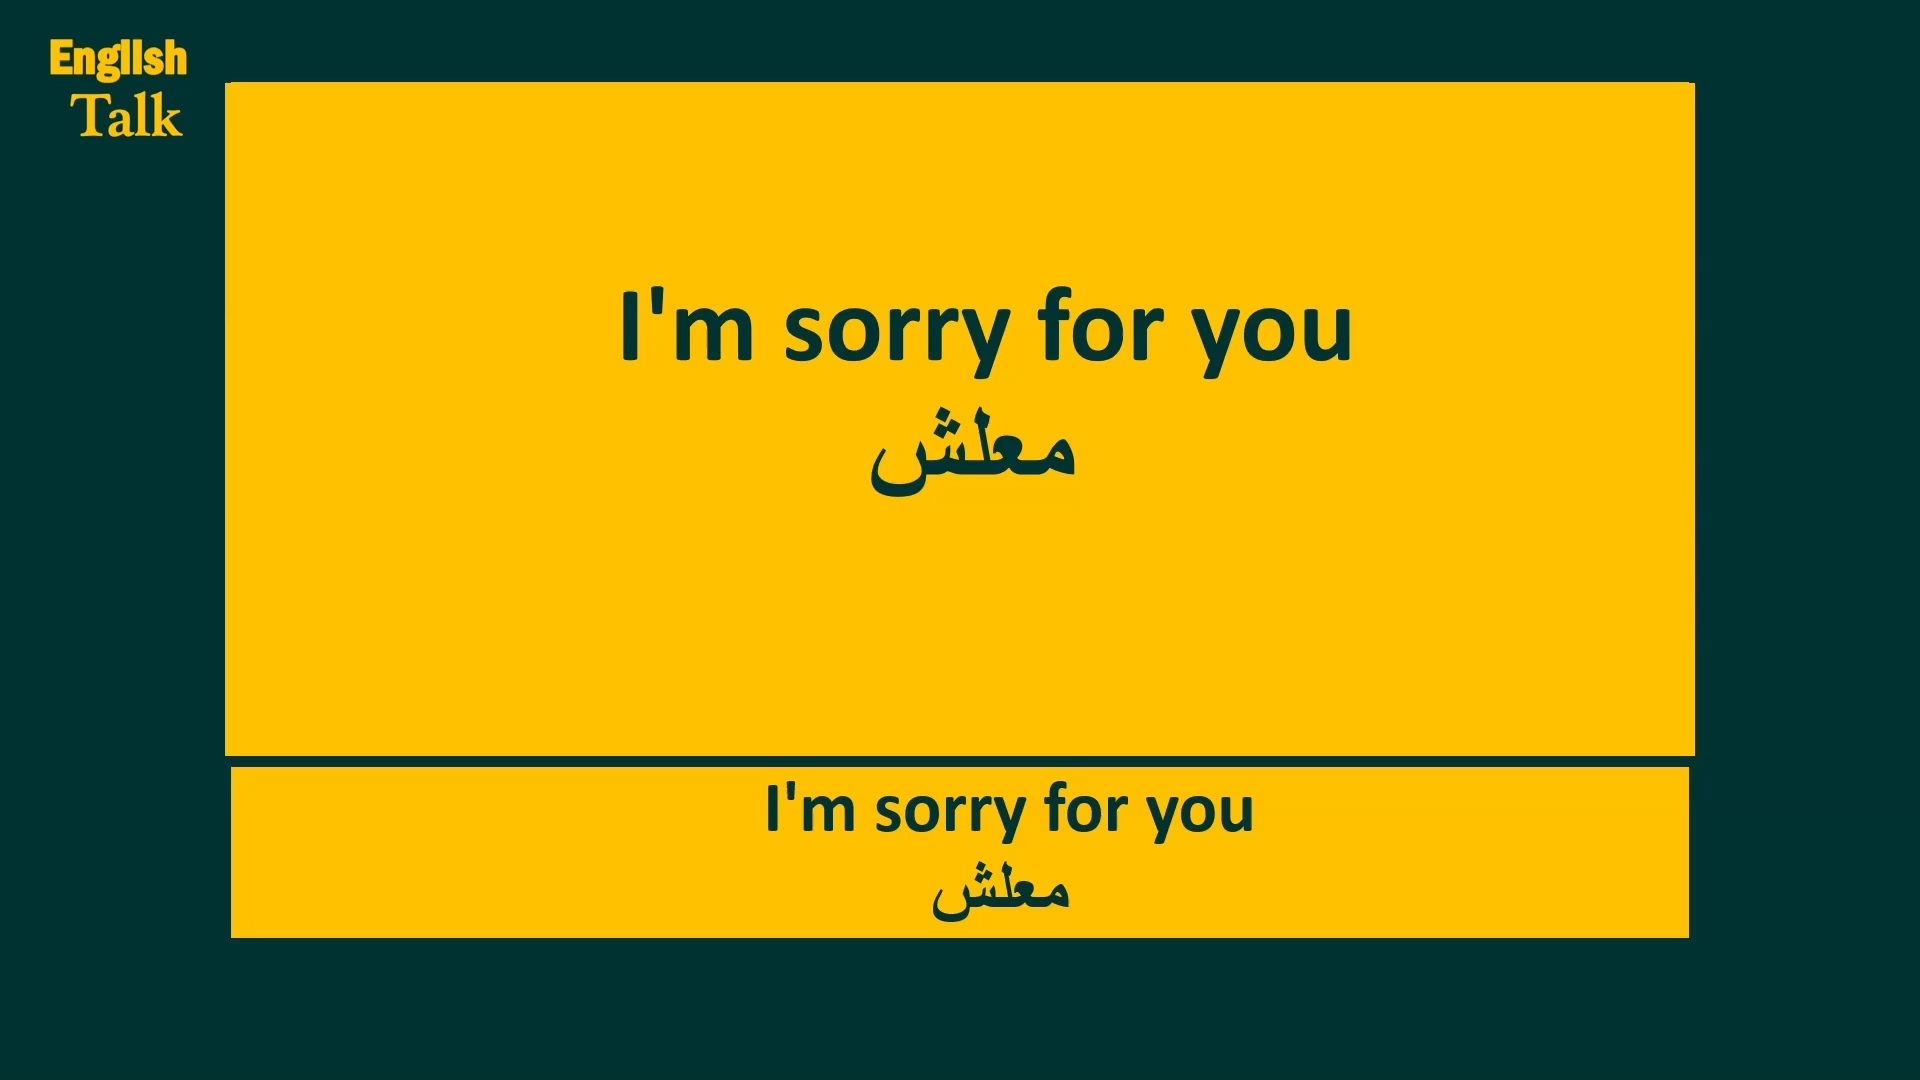 English
Talk
I'm sorry for you
معلش
I'm sorry for you
معلش